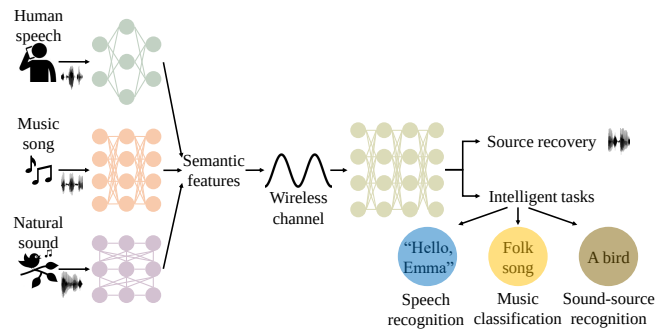 Human
speech
Music
song
Natural
sound
Semantic
features
Wireless
channel
Source recovery
Intelligent tasks
“Hello,
Emma”
Folk
song
A bird
Speech
recognition
Music
classification
Sound-source
recognition